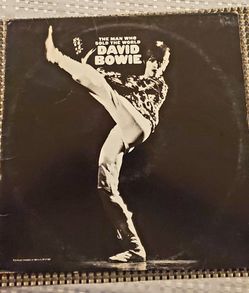 THE MAN WHO
SOLD THE WORLD
DAVID
BOWIE